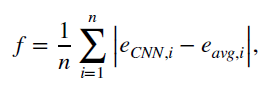 f = \frac{1}{n} \sum_{i=1}^{n} \left| e_{CNN,i} - e_{avg,i} \right|,